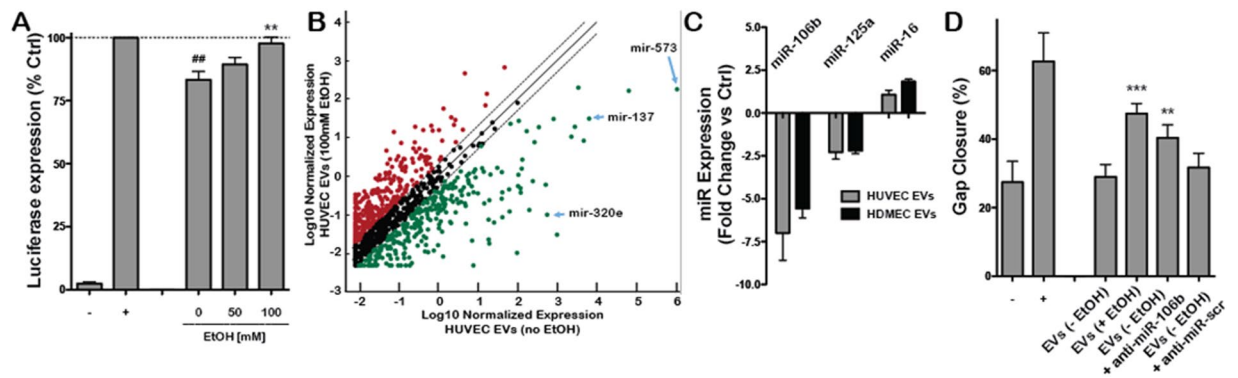 A
Luciferase expression (% Ctrl)
100
75
50
25
0
##
**
- + 0 50 100
EtOH [mM]
B
Log10 Normalized Expression
HUVEC EVs (100mM EtOH)
4
3
2
1
0
-1
-2
-3
mir-573
mir-137
mir-320e
-2 -1 0 1 2 3 4 5 6
Log10 Normalized Expression
HUVEC EVs (no EtOH)
C
miR Expression
(Fold Change vs Ctrl)
5.0
2.5
0.0
-2.5
-5.0
-7.5
-10.0
miR-106b
miR-125a
miR-16
HUVEC EVs
HDMEC EVs
D
Gap Closure (%)
60
40
20
0
***
**
- +
EVs (- EtOH)
EVs (+ EtOH)
EVs (- EtOH)
+ anti-miR-106b
EVs (- EtOH)
+ anti-miR-scr